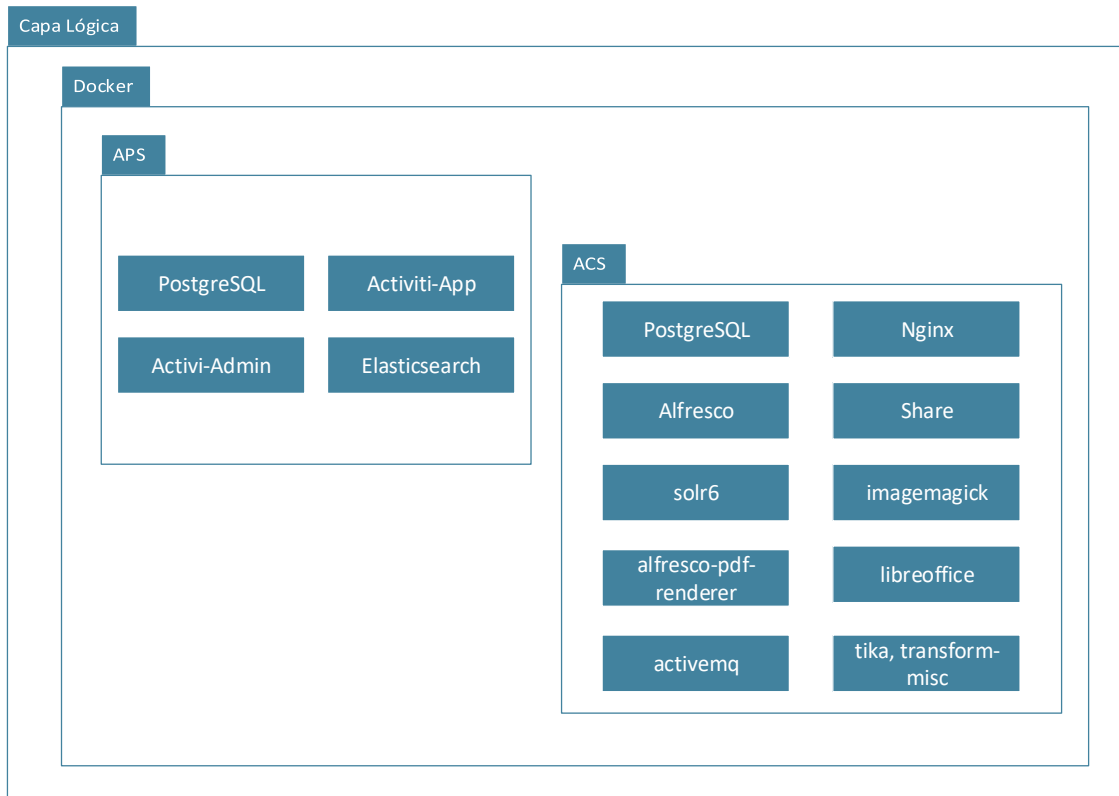 Capa Lógica
Docker
APS
PostgreSQL
Activiti-App
Activi-Admin
Elasticsearch
ACS
PostgreSQL
Nginx
Alfresco
Share
solr6
imagemagick
alfresco-pdf-
renderer
libreoffice
activemq
tika, transform-
misc